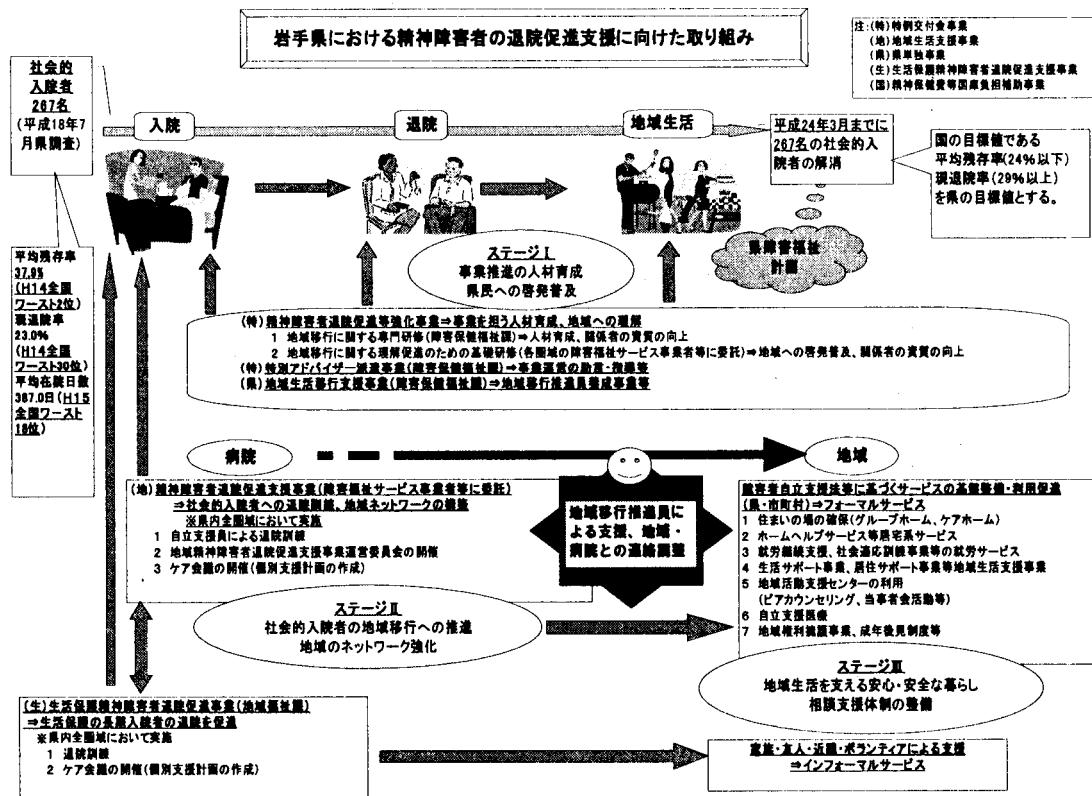 岩手県における精神障害者の退院促進支援に向けた取り組み
注:(特)特例交付金事業
(地)地域生活支援事業
(県)県単独事業
(生)生活保護精神障害者退院促進支援事業
(国)精神保健費等国庫負担補助事業
社会的
入院者
267名
(平成18年7
月県調査)
入院
退院
地域生活
平成24年3月までに
267名の社会的入
院者の解消
国の目標値である
平均残存率(24%以下)
現退院率(29%以上)
を県の目標値とする。
県障害福祉
計画
平均残存率
37.9%
(H14全国
ワースト2位)
現退院率
23.0%
(H14全国
ワースト30位)
平均在院日数
387.0日(H15
全国ワースト
18位)
ステージⅠ
事業推進の人材育成
県民への啓発普及
(特)精神障害者退院促進等強化事業⇒事業を担う人材育成、地域への理解
1 地域移行に関する専門研修(障害保健福祉課)⇒人材育成、関係者の資質の向上
2 地域移行に関する理解促進のための基礎研修(各圏域の障害福祉サービス事業者等に委託)⇒地域への啓発普及、関係者の資質の向上
(特)特別アドバイザー派遣事業(障害保健福祉課)⇒事業運営の助言・指導等
(県)地域生活移行支援事業(障害保健福祉課)⇒地域移行推進員養成事業等
病院
地域
(地)精神障害者退院促進支援事業(障害福祉サービス事業者等に委託)
⇒社会的入院者への退院訓練、地域ネットワークの整備
※県内全圏域において実施
1 自立支援員による退院訓練
2 地域精神障害者退院促進支援事業運営委員会の開催
3 ケア会議の開催(個別支援計画の作成)
地域移行推進員
による支援、地域・
病院との連絡調整
障害者自立支援法等に基づくサービスの基盤整備・利用促進
(県・市町村)⇒フォーマルサービス
1 住まいの場の確保(グループホーム、ケアホーム)
2 ホームヘルプサービス等居宅系サービス
3 就労継続支援、社会適応訓練事業等の就労サービス
4 生活サポート事業、居住サポート事業等地域生活支援事業
5 地域活動支援センターの利用
(ピアカウンセリング、当事者会活動等)
6 自立支援医療
7 地域権利擁護事業、成年後見制度等
ステージⅡ
社会的入院者の地域移行への推進
地域のネットワーク強化
ステージⅢ
地域生活を支える安心・安全な暮らし
相談支援体制の整備
(生)生活保護精神障害者退院促進事業(地域福祉課)
⇒生活保護の長期入院者の退院を促進
※県内全圏域において実施
1 退院訓練
2 ケア会議の開催(個別支援計画の作成)
家族・友人・近隣・ボランティアによる支援
⇒インフォーマルサービス